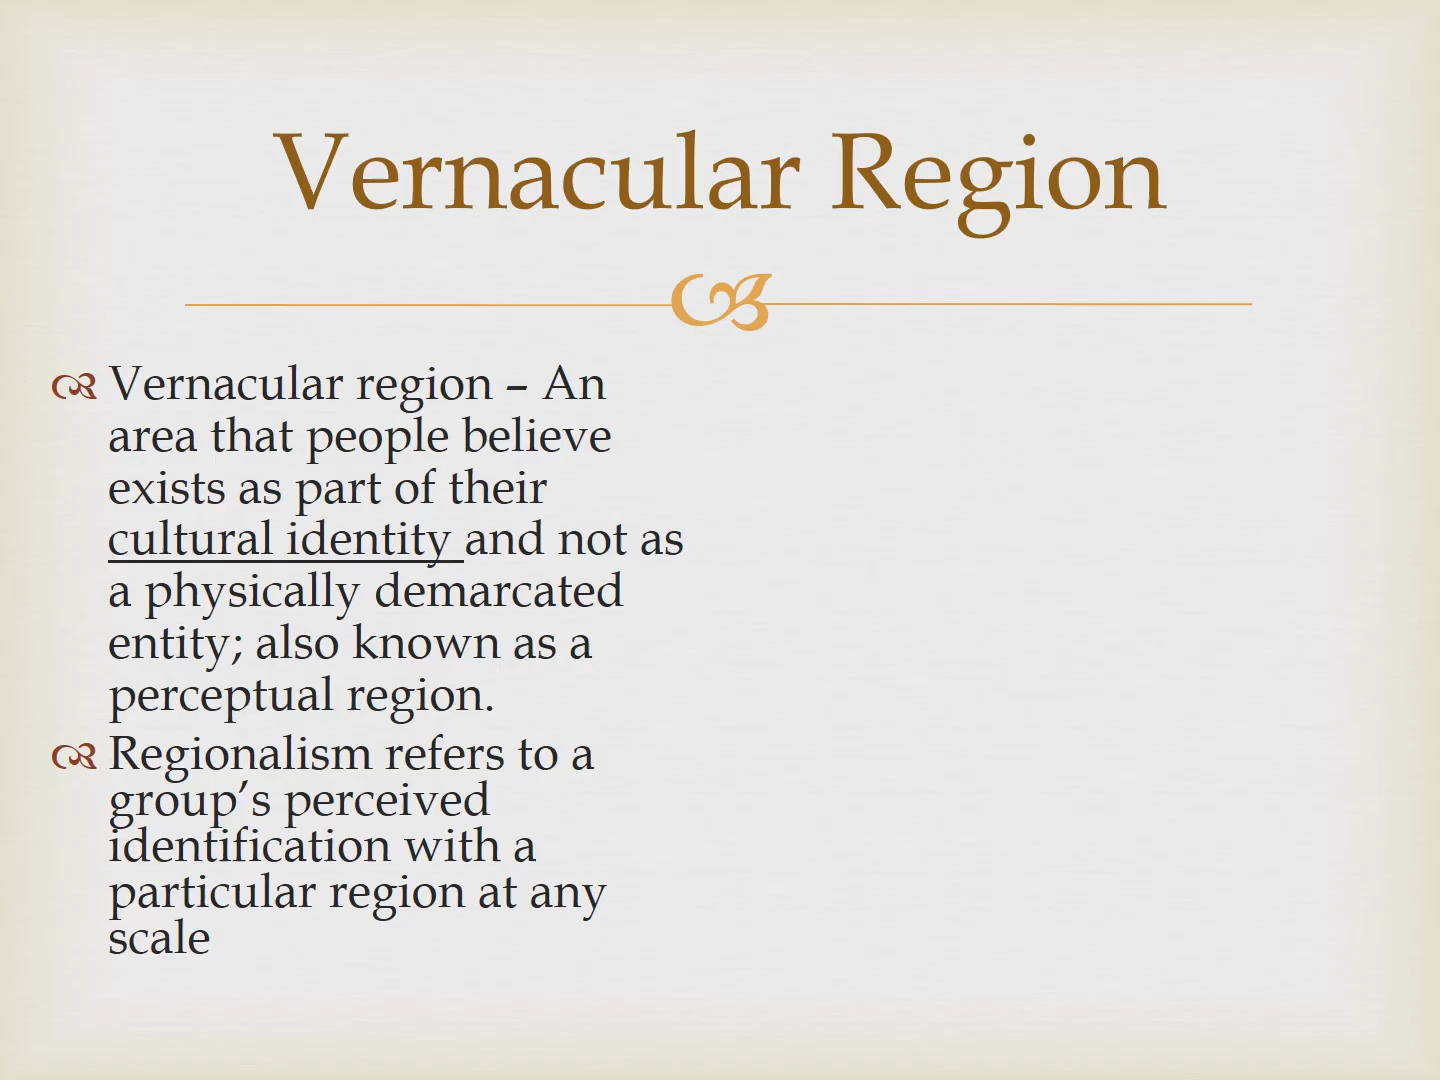 Vernacular Region
Vernacular region – An
area that people believe
exists as part of their
cultural identity and not as
a physically demarcated
entity; also known as a
perceptual region.
Regionalism refers to a
group’s perceived
identification with a
particular region at any
scale